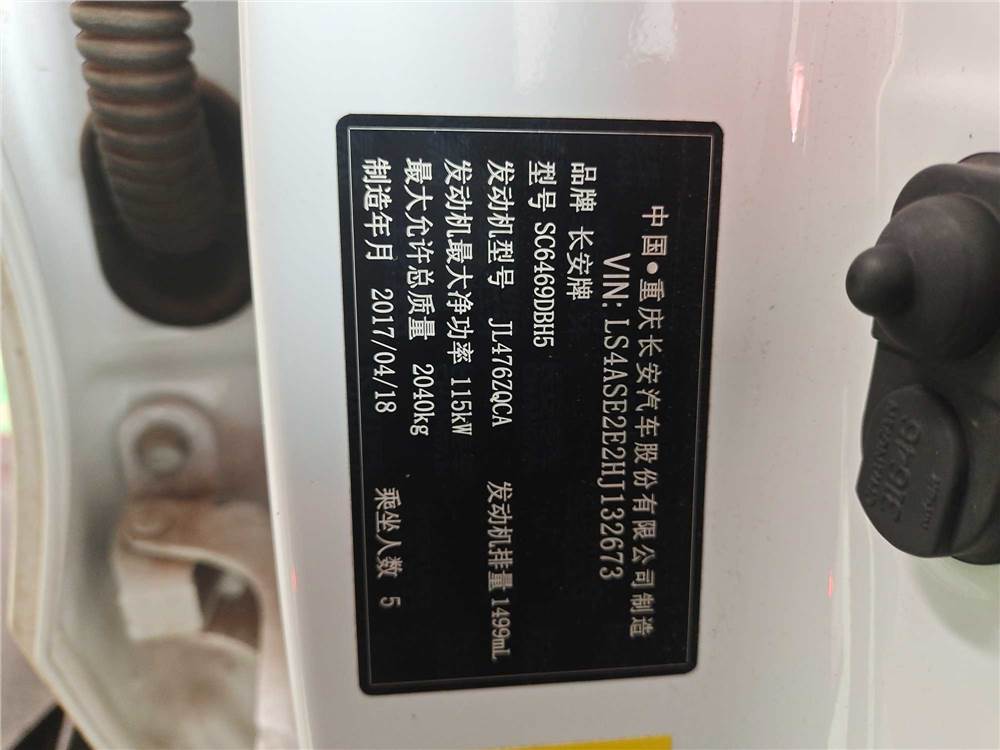 中国•重庆长安汽车股份有限公司制造
VIN: LS4ASE2E2HJ132673
品牌 长安牌
型号 SC6469DBH5
发动机型号 JL476ZQCA 发动机排量 1499mL
发动机最大净功率 115kW
最大允许总质量 2040kg
制造年月 2017/04/18 乘坐人数 5